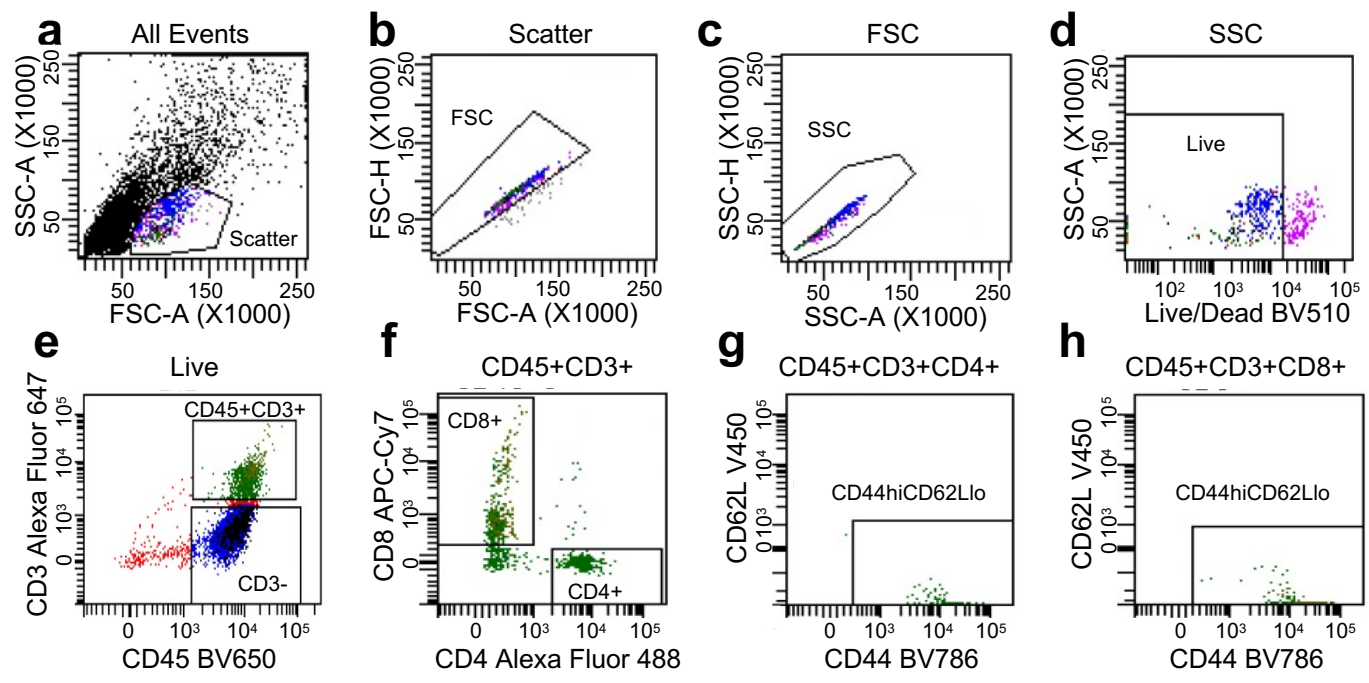 a All Events
SSC-A (X1000)
250
150
50
Scatter
50 150 250
FSC-A (X1000)
b Scatter
FSC-H (X1000)
250
150
50
FSC
50 150 250
FSC-A (X1000)
c FSC
SSC-H (X1000)
250
150
50
SSC
50 150 250
SSC-A (X1000)
d SSC
SSC-A (X1000)
250
150
50
Live
10² 10³ 10⁴ 10⁵
Live/Dead BV510
e Live
CD3 Alexa Fluor 647
10⁵
10⁴
10³
0
CD45+CD3+
CD3-
0 10³ 10⁴ 10⁵
CD45 BV650
f CD45+CD3+
CD8 APC-Cy7
10⁵
10⁴
10³
0
CD8+
CD4+
0 10³ 10⁴ 10⁵
CD4 Alexa Fluor 488
g CD45+CD3+CD4+
CD62L V450
10⁵
10⁴
10³
0
CD44hiCD62Llo
0 10³ 10⁴ 10⁵
CD44 BV786
h CD45+CD3+CD8+
CD62L V450
10⁵
10⁴
10³
0
CD44hiCD62Llo
0 10³ 10⁴ 10⁵
CD44 BV786